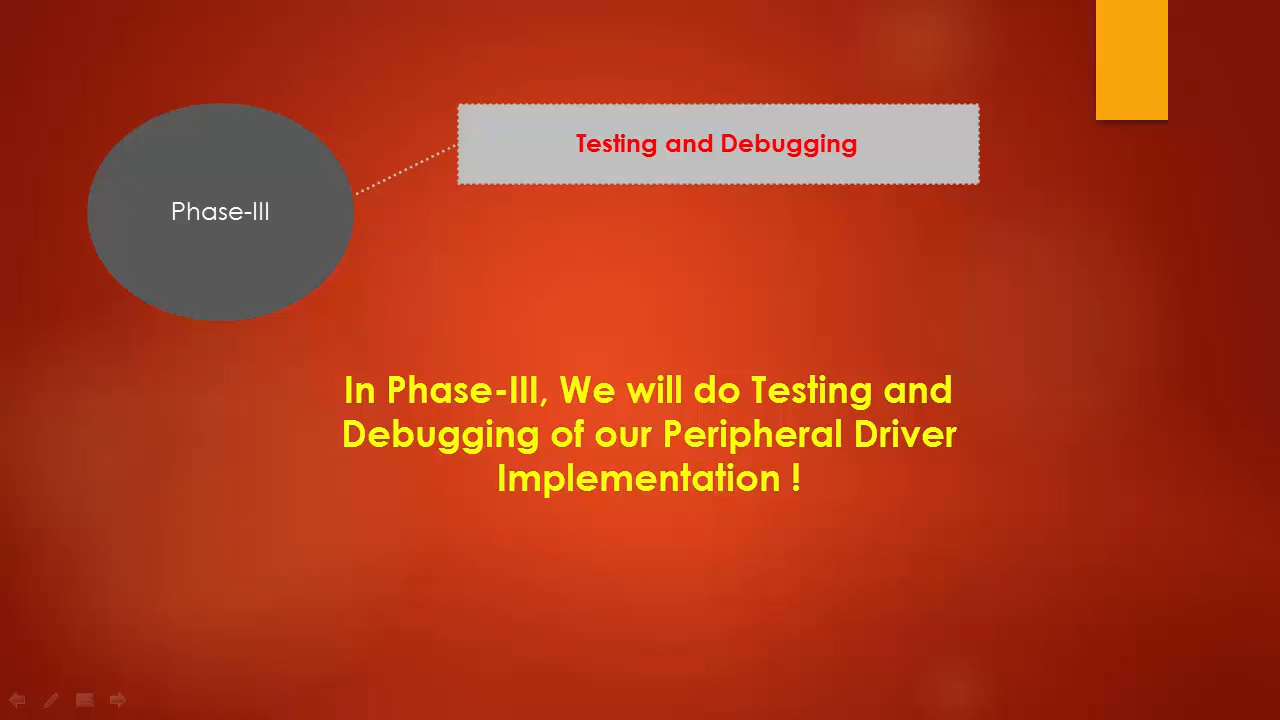 Testing and Debugging
Phase-III
In Phase-III, We will do Testing and
Debugging of our Peripheral Driver
Implementation !